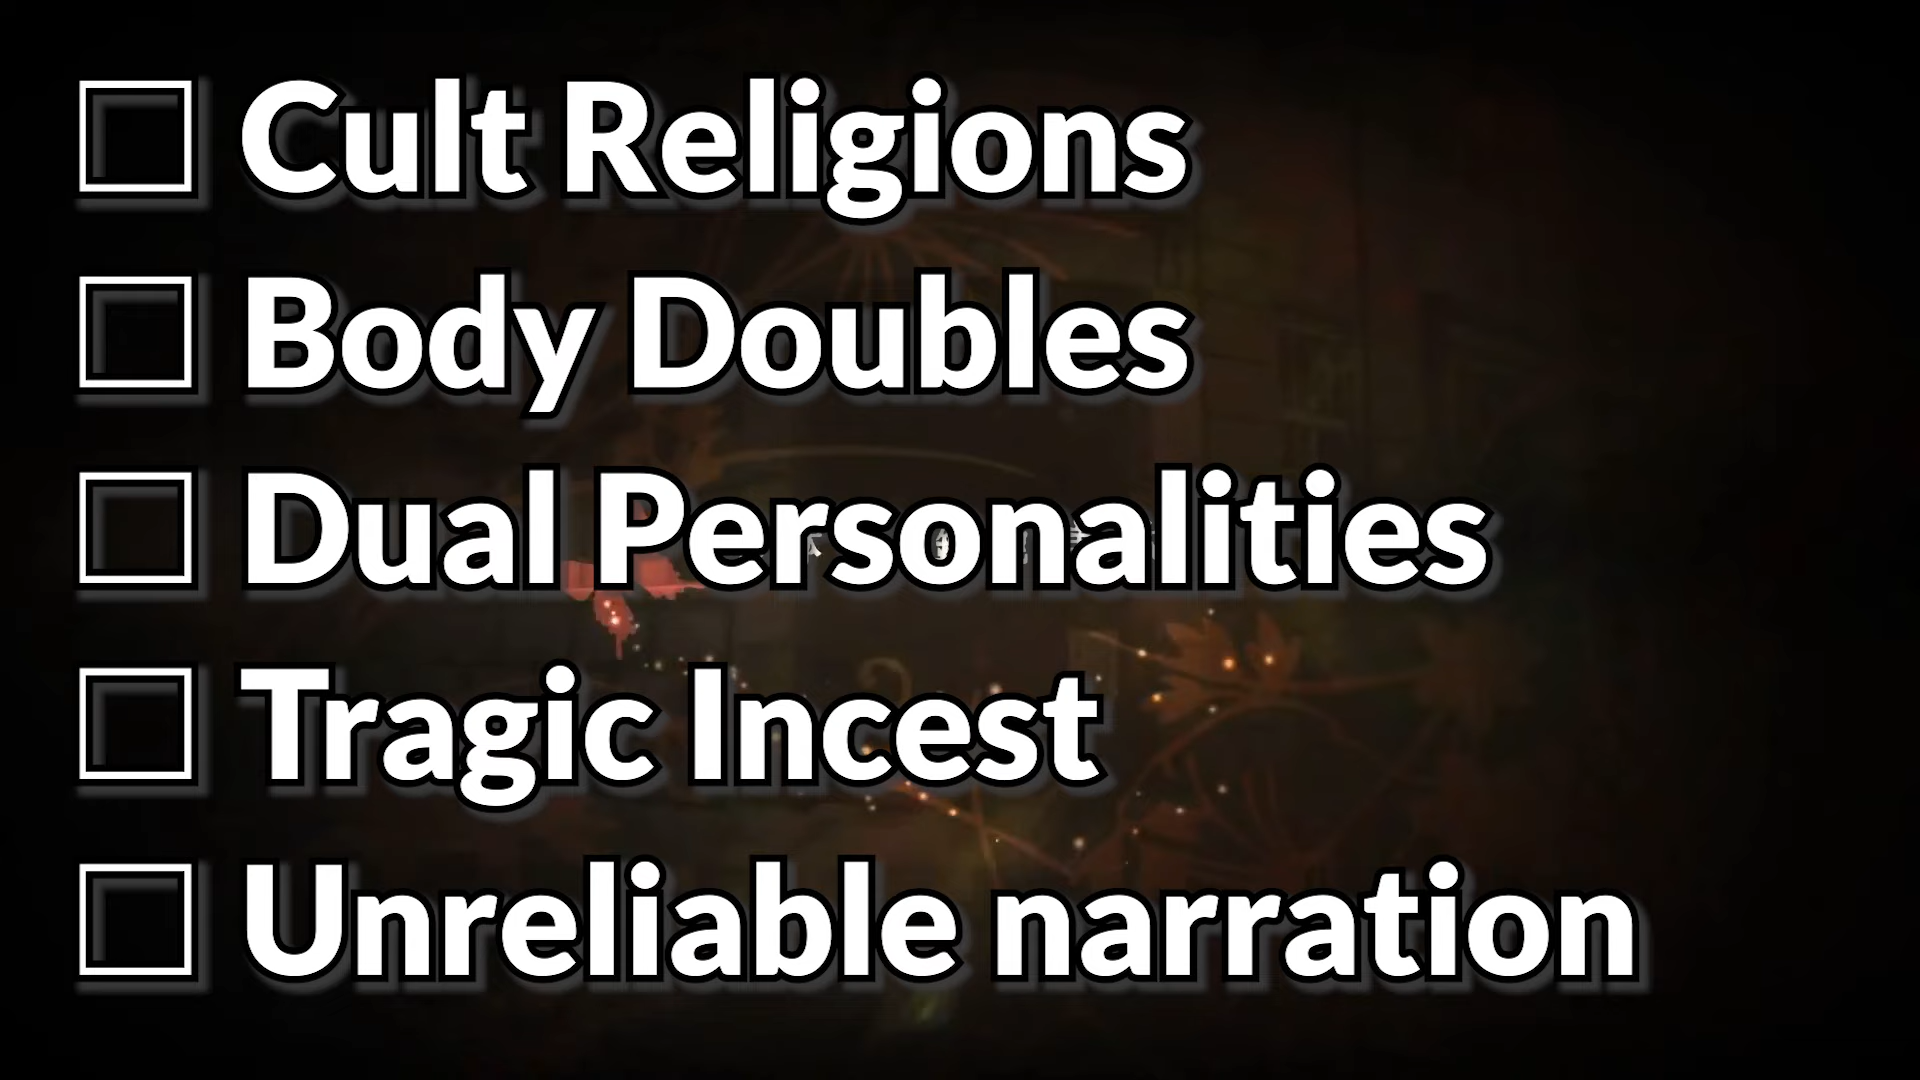 ☐ Cult Religions
☐ Body Doubles
☐ Dual Personalities
☐ Tragic Incest
☐ Unreliable narration